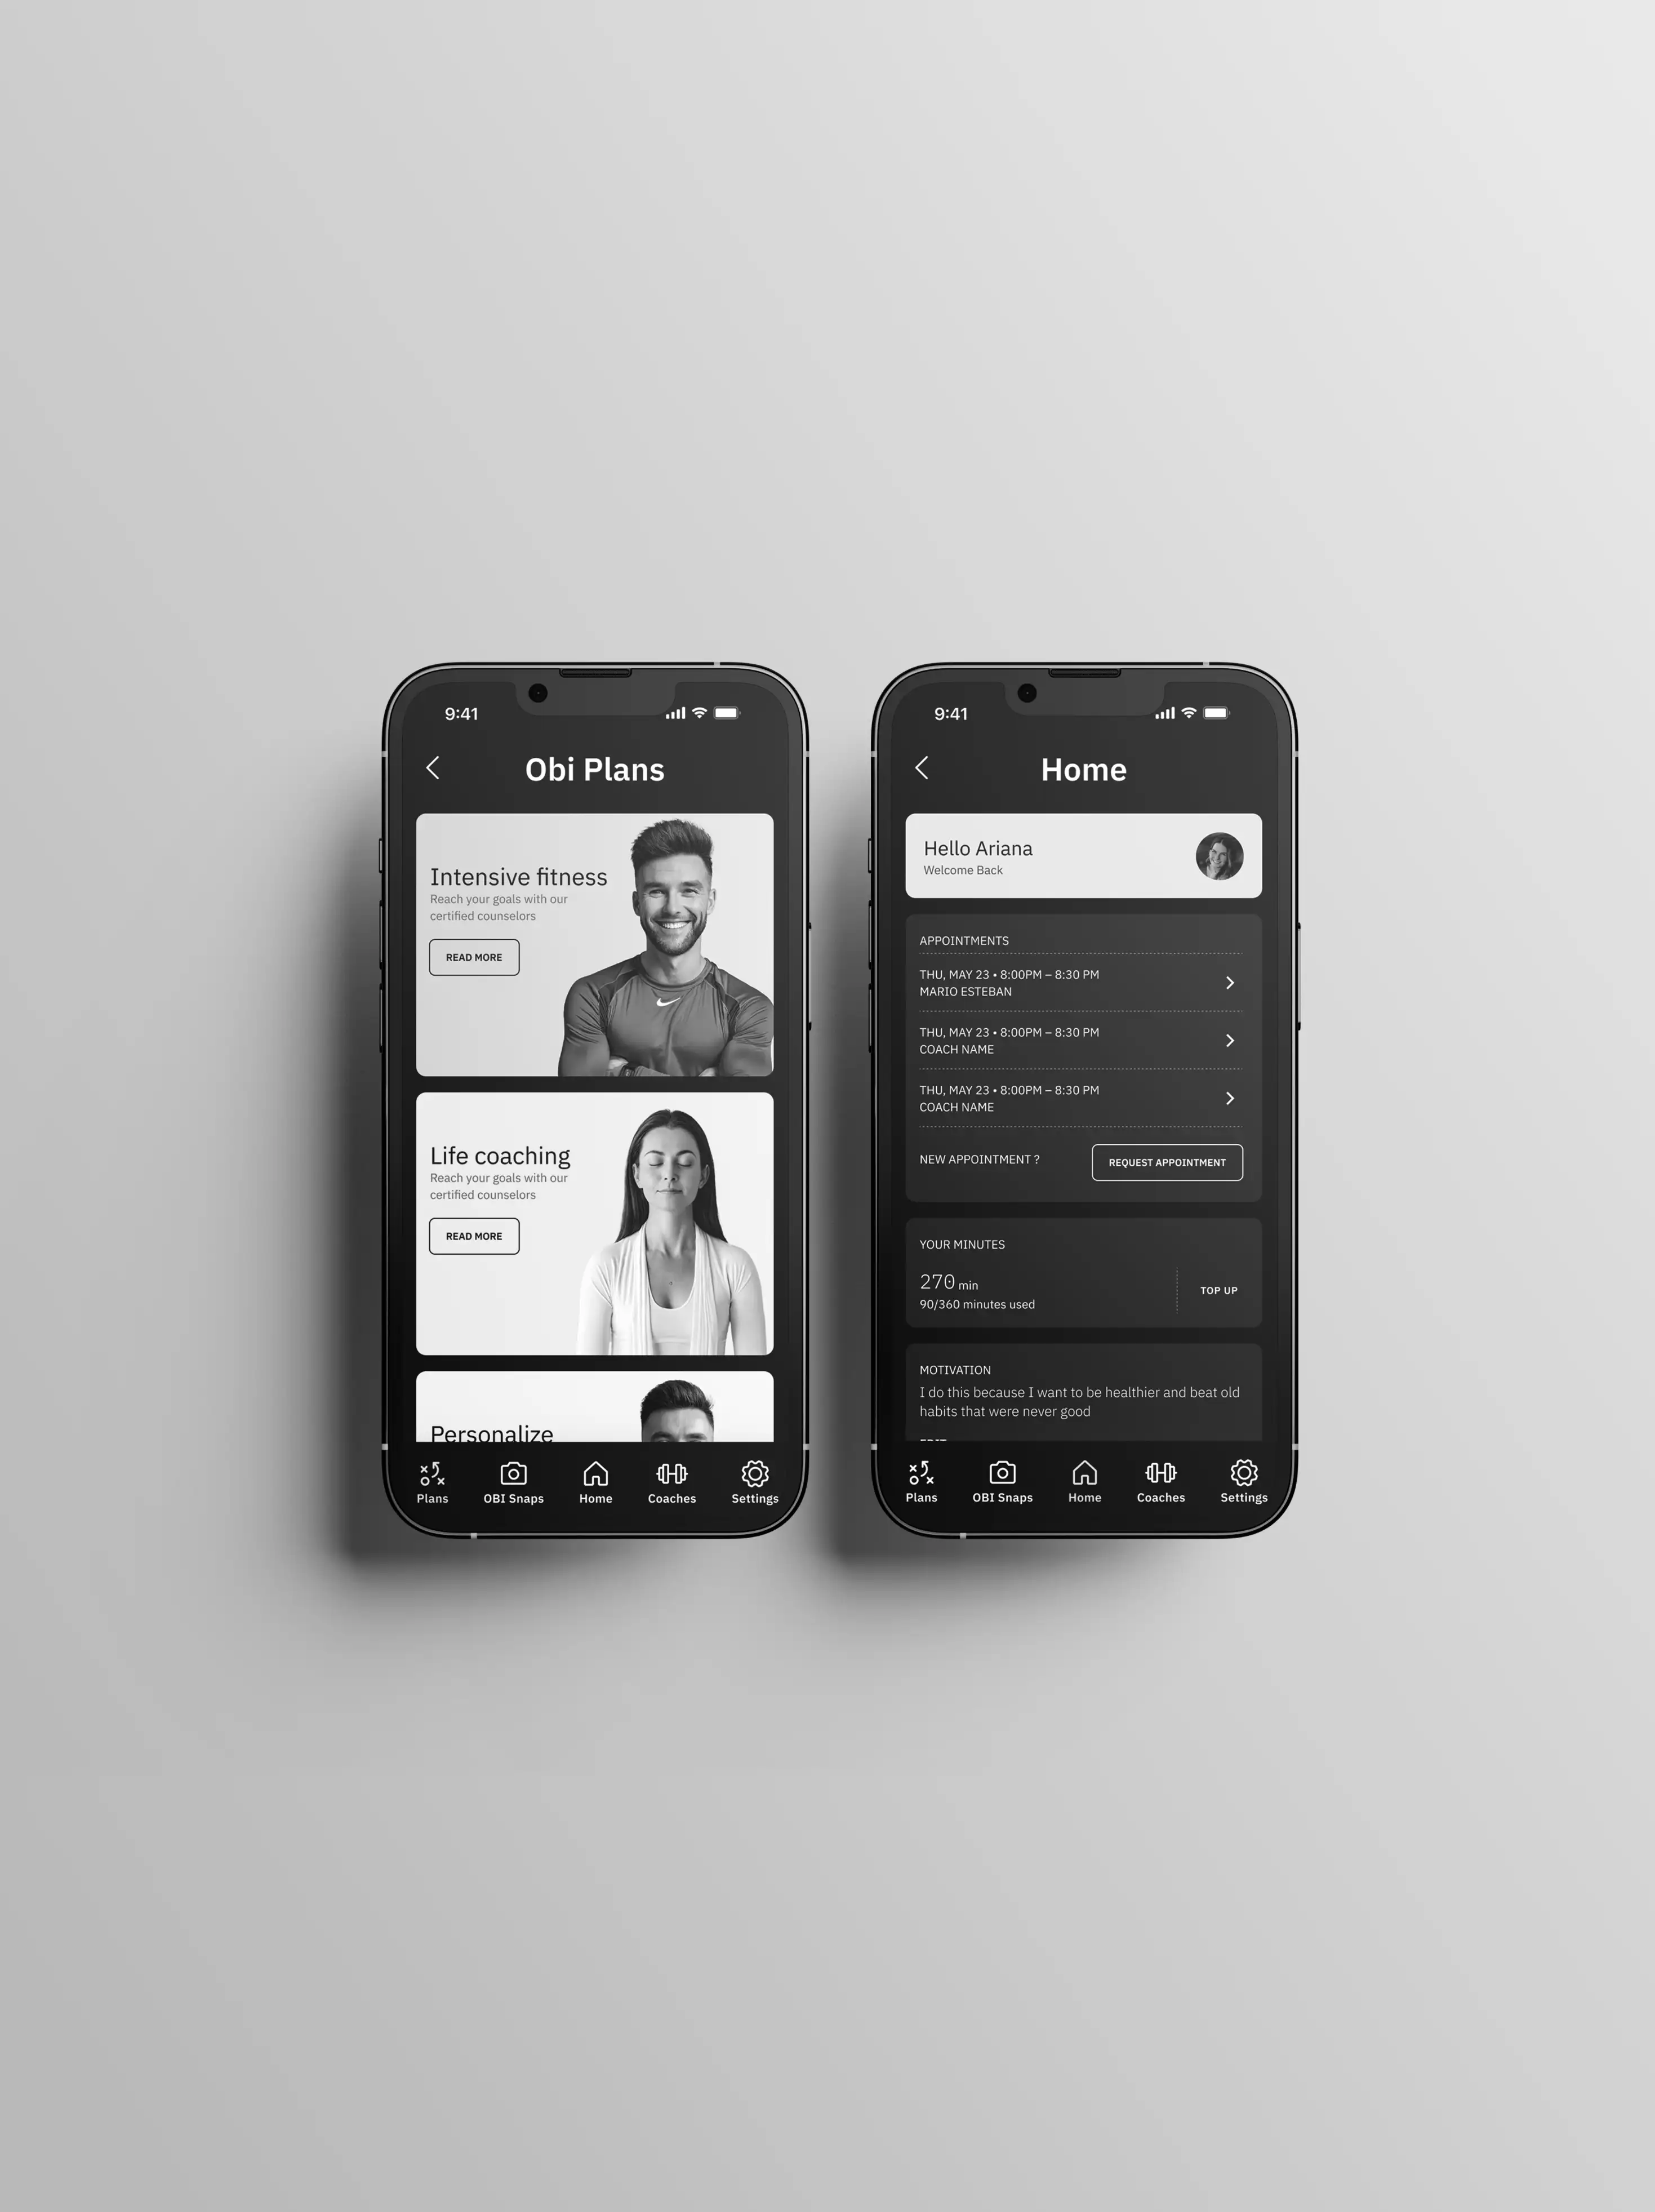 9:41
Obi Plans
Intensive fitness
Reach your goals with our
certified counselors
READ MORE
Life coaching
Reach your goals with our
certified counselors
READ MORE
Personalize
Plans
OBI Snaps
Home
Coaches
Settings
9:41
Home
Hello Ariana
Welcome Back
APPOINTMENTS
THU, MAY 23 • 8:00PM – 8:30 PM
MARIO ESTEBAN
THU, MAY 23 • 8:00PM – 8:30 PM
COACH NAME
THU, MAY 23 • 8:00PM – 8:30 PM
COACH NAME
NEW APPOINTMENT ?
REQUEST APPOINTMENT
YOUR MINUTES
270 min
90/360 minutes used
TOP UP
MOTIVATION
I do this because I want to be healthier and beat old
habits that were never good
Plans
OBI Snaps
Home
Coaches
Settings